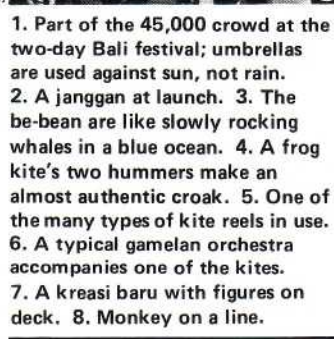 1. Part of the 45,000 crowd at the
two-day Bali festival; umbrellas
are used against sun, not rain.
2. A janggan at launch. 3. The
be-bean are like slowly rocking
whales in a blue ocean. 4. A frog
kite's two hummers make an
almost authentic croak. 5. One of
the many types of kite reels in use.
6. A typical gamelan orchestra
accompanies one of the kites.
7. A kreasi baru with figures on
deck. 8. Monkey on a line.